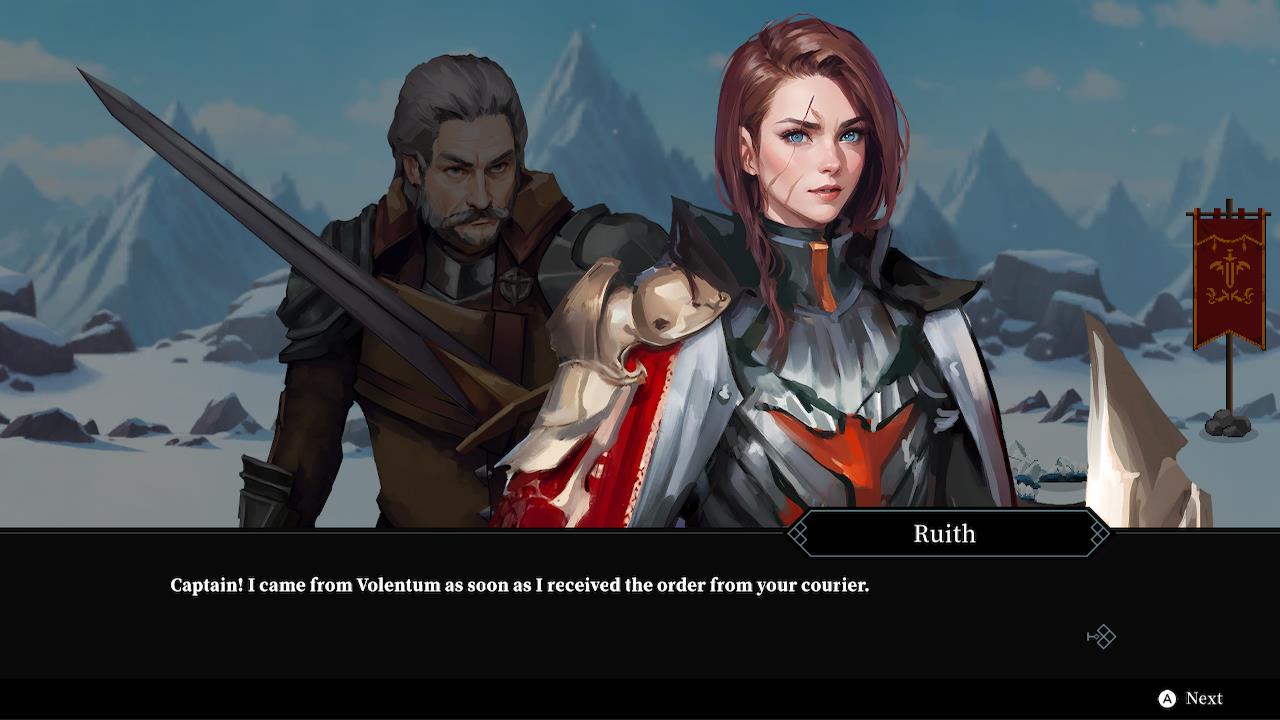 Ruith
Captain! I came from Volentum as soon as I received the order from your courier.
A Next